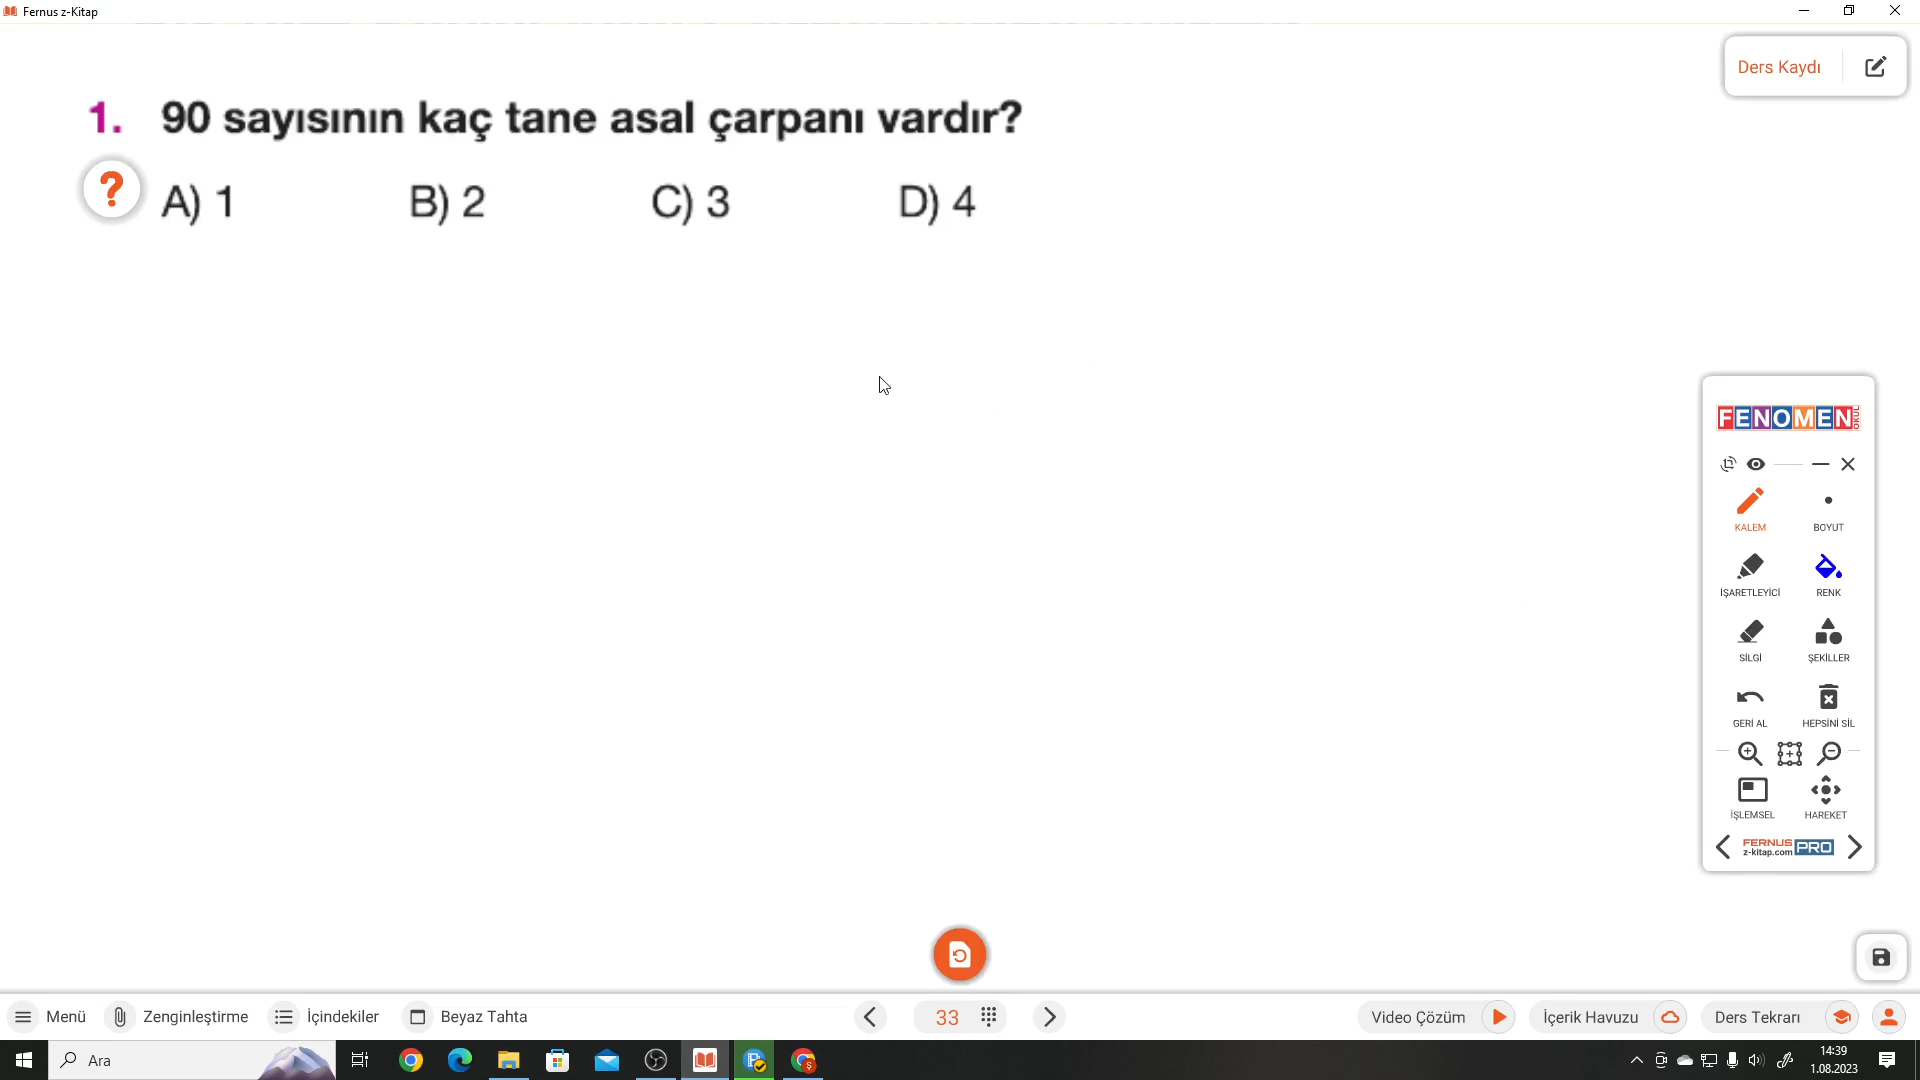 Fernus z-Kitap
Ders Kaydı
1. 90 sayısının kaç tane asal çarpanı vardır?
? A) 1 B) 2 C) 3 D) 4
FENOMEN OKUL
KALEM BOYUT
İŞARETLEYİCİ RENK
SİLGİ ŞEKİLLER
GERİ AL HEPSİNİ SİL
İŞLEMSEL HAREKET
FERNUS
z-kitap.com PRO
Menü Zenginleştirme İçindekiler Beyaz Tahta 33 Video Çözüm İçerik Havuzu Ders Tekrarı
Ara
14:39
1.08.2023